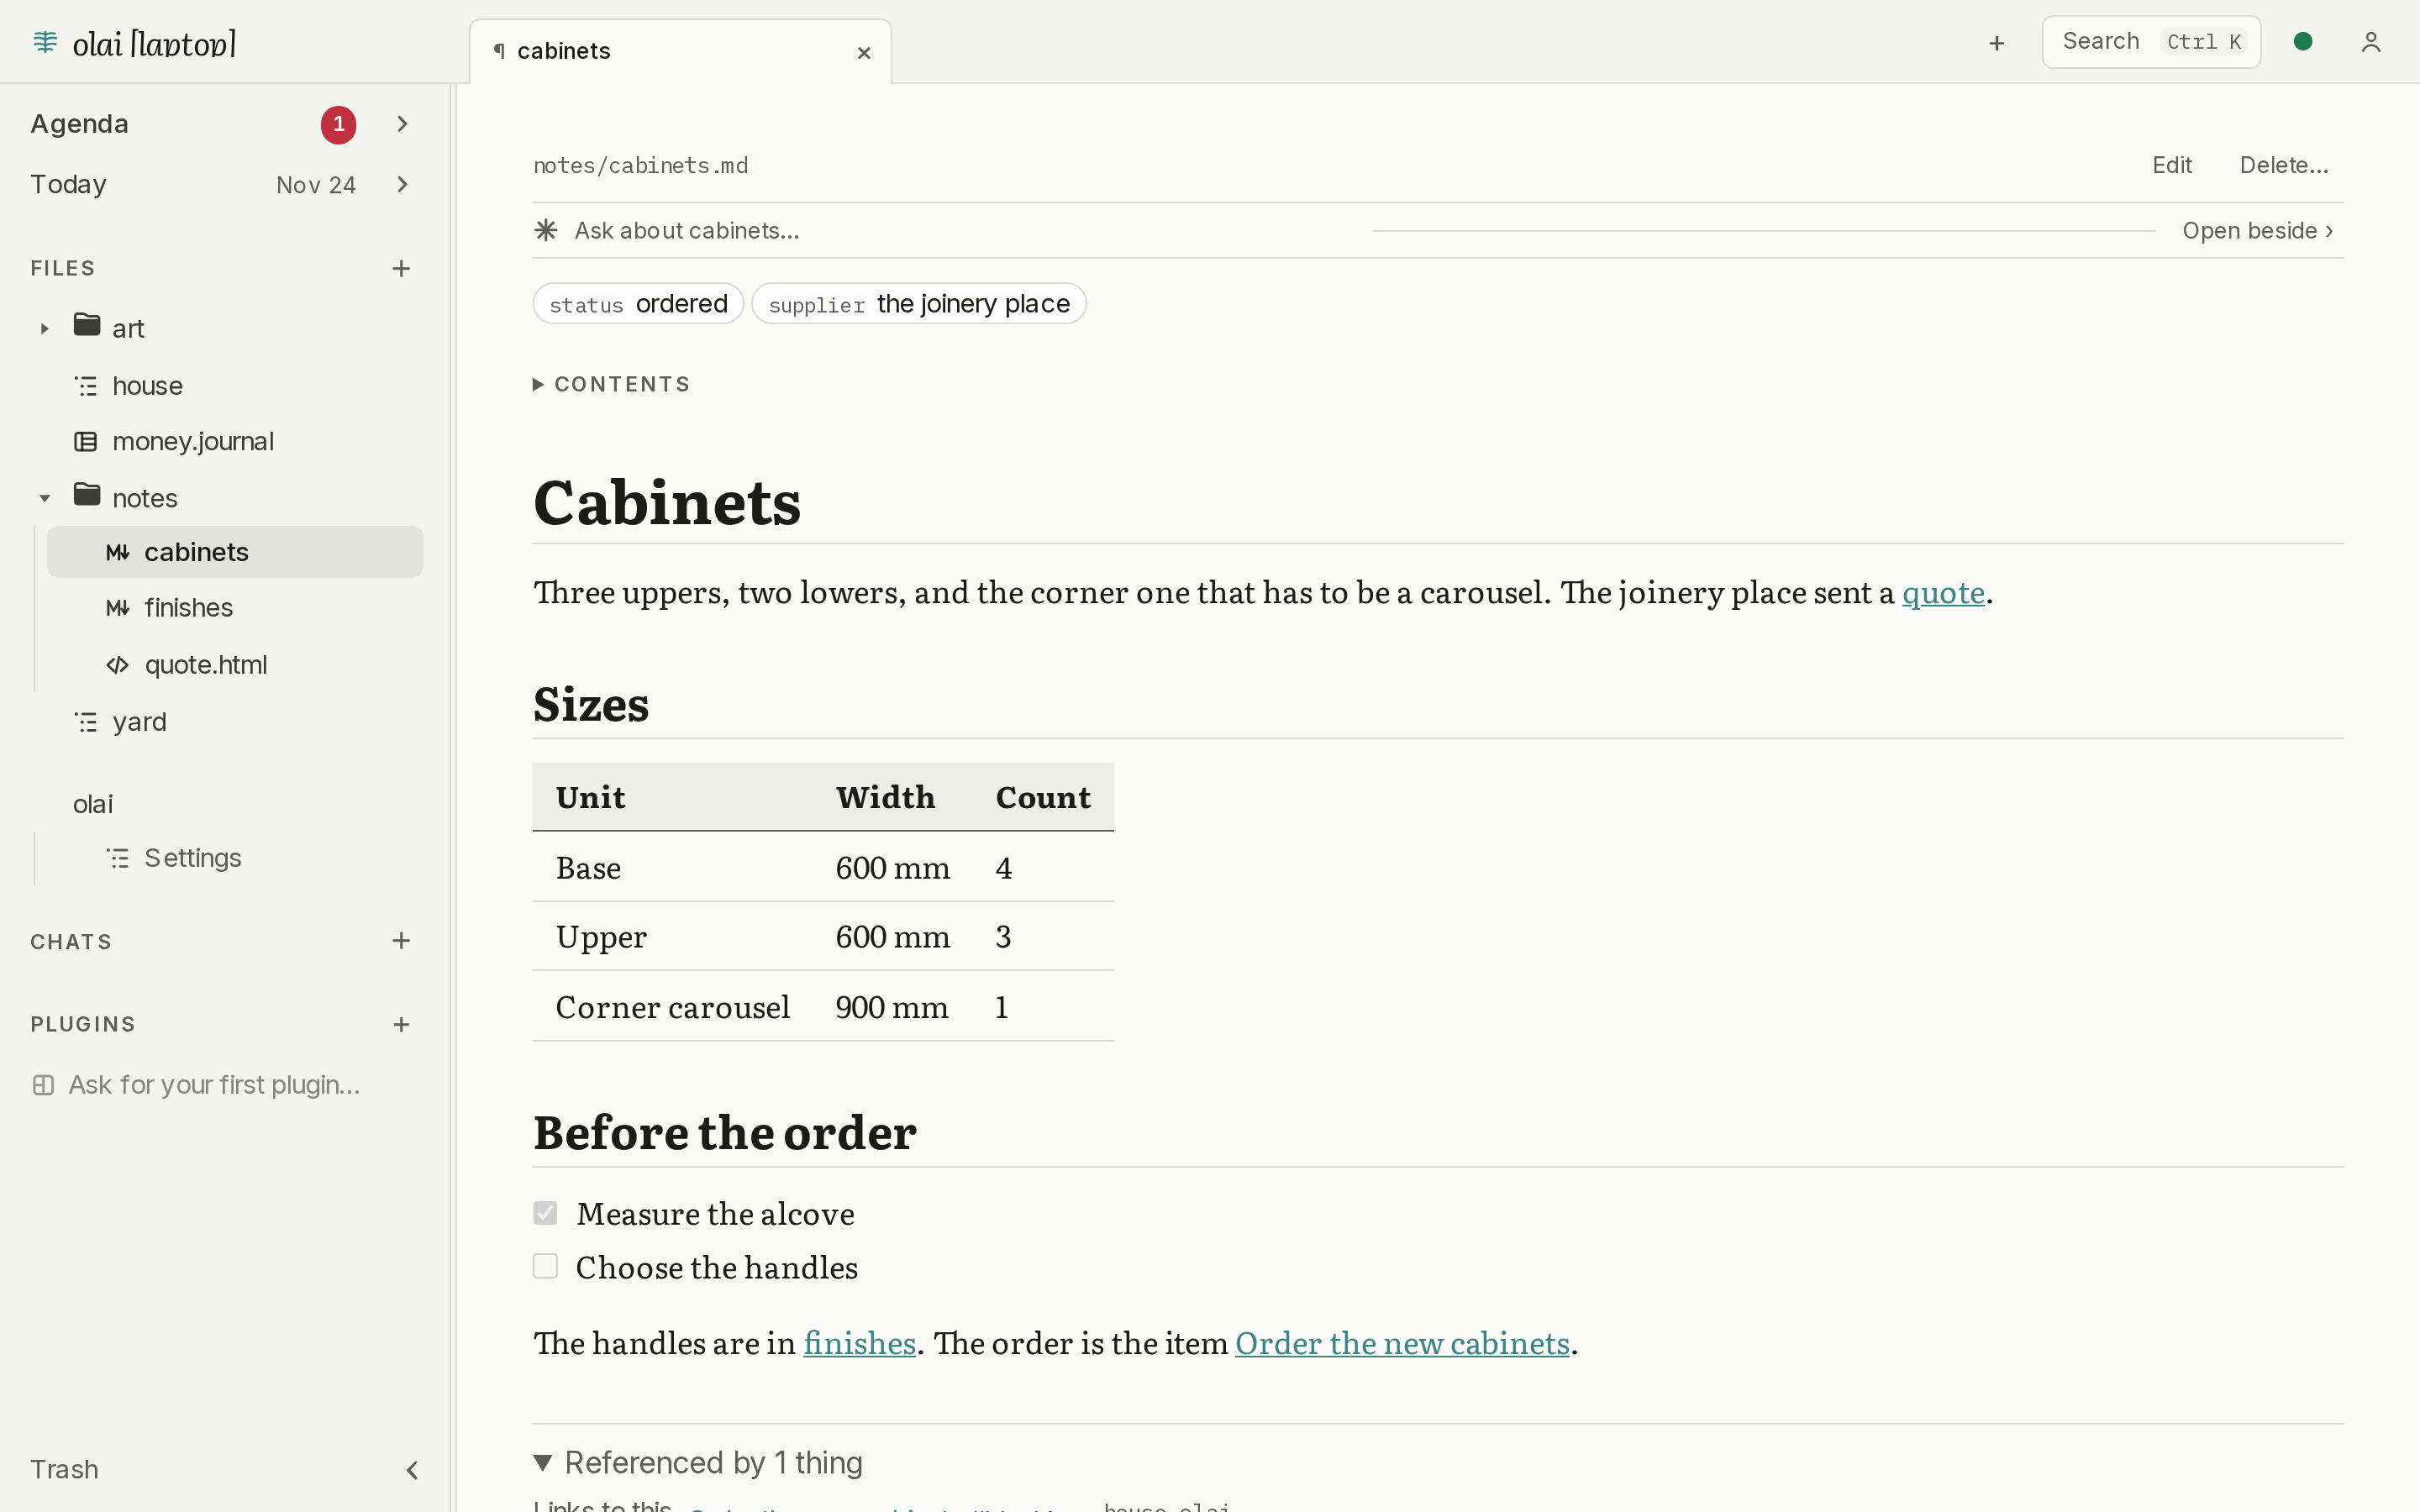 olai [laptop]
¶ cabinets ×
+ Search Ctrl K
Agenda 1
Today Nov 24
FILES +
art
house
money.journal
notes
cabinets
finishes
quote.html
yard
olai
Settings
CHATS +
PLUGINS +
Ask for your first plugin...
Trash
notes/cabinets.md Edit Delete...
Ask about cabinets... Open beside ›
status ordered supplier the joinery place
CONTENTS
Cabinets
Three uppers, two lowers, and the corner one that has to be a carousel. The joinery place sent a quote.
Sizes
Unit Width Count
Base 600 mm 4
Upper 600 mm 3
Corner carousel 900 mm 1
Before the order
Measure the alcove
Choose the handles
The handles are in finishes. The order is the item Order the new cabinets.
Referenced by 1 thing
Links to this